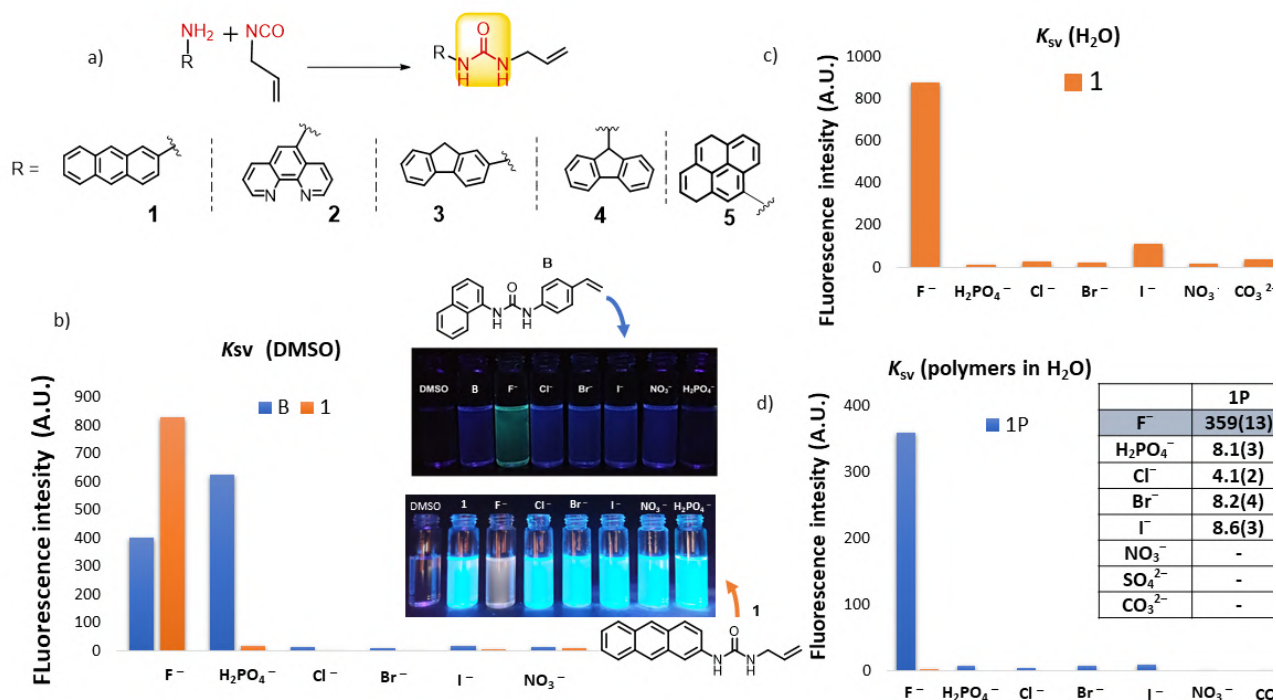 a)
NH₂ + NCO
R
O
R N N
H H
R =
1
2
N N
3
4
5
b)
Ksv (DMSO)
FLuorescence intesity (A.U.)
900
800
700
600
500
400
300
200
100
0
B 1
F⁻ H₂PO₄⁻ Cl⁻ Br⁻ I⁻ NO₃⁻
B
O
N N
H H
DMSO B F⁻ Cl⁻ Br⁻ I⁻ NO₃⁻ H₂PO₄⁻
DMSO 1 F⁻ Cl⁻ Br⁻ I⁻ NO₃⁻ H₂PO₄⁻
1
O
N N
H H
c)
Ksv (H₂O)
FLuorescence intesity (A.U.)
1000
800
600
400
200
0
1
F⁻ H₂PO₄⁻ Cl⁻ Br⁻ I⁻ NO₃⁻ CO₃²⁻
d)
Ksv (polymers in H₂O)
FLuorescence intesity (A.U.)
400
300
200
100
0
1P
1P
F⁻ 359(13)
H₂PO₄⁻ 8.1(3)
Cl⁻ 4.1(2)
Br⁻ 8.2(4)
I⁻ 8.6(3)
NO₃⁻ -
SO₄²⁻ -
CO₃²⁻ -
F⁻ H₂PO₄⁻ Cl⁻ Br⁻ I⁻ NO₃⁻